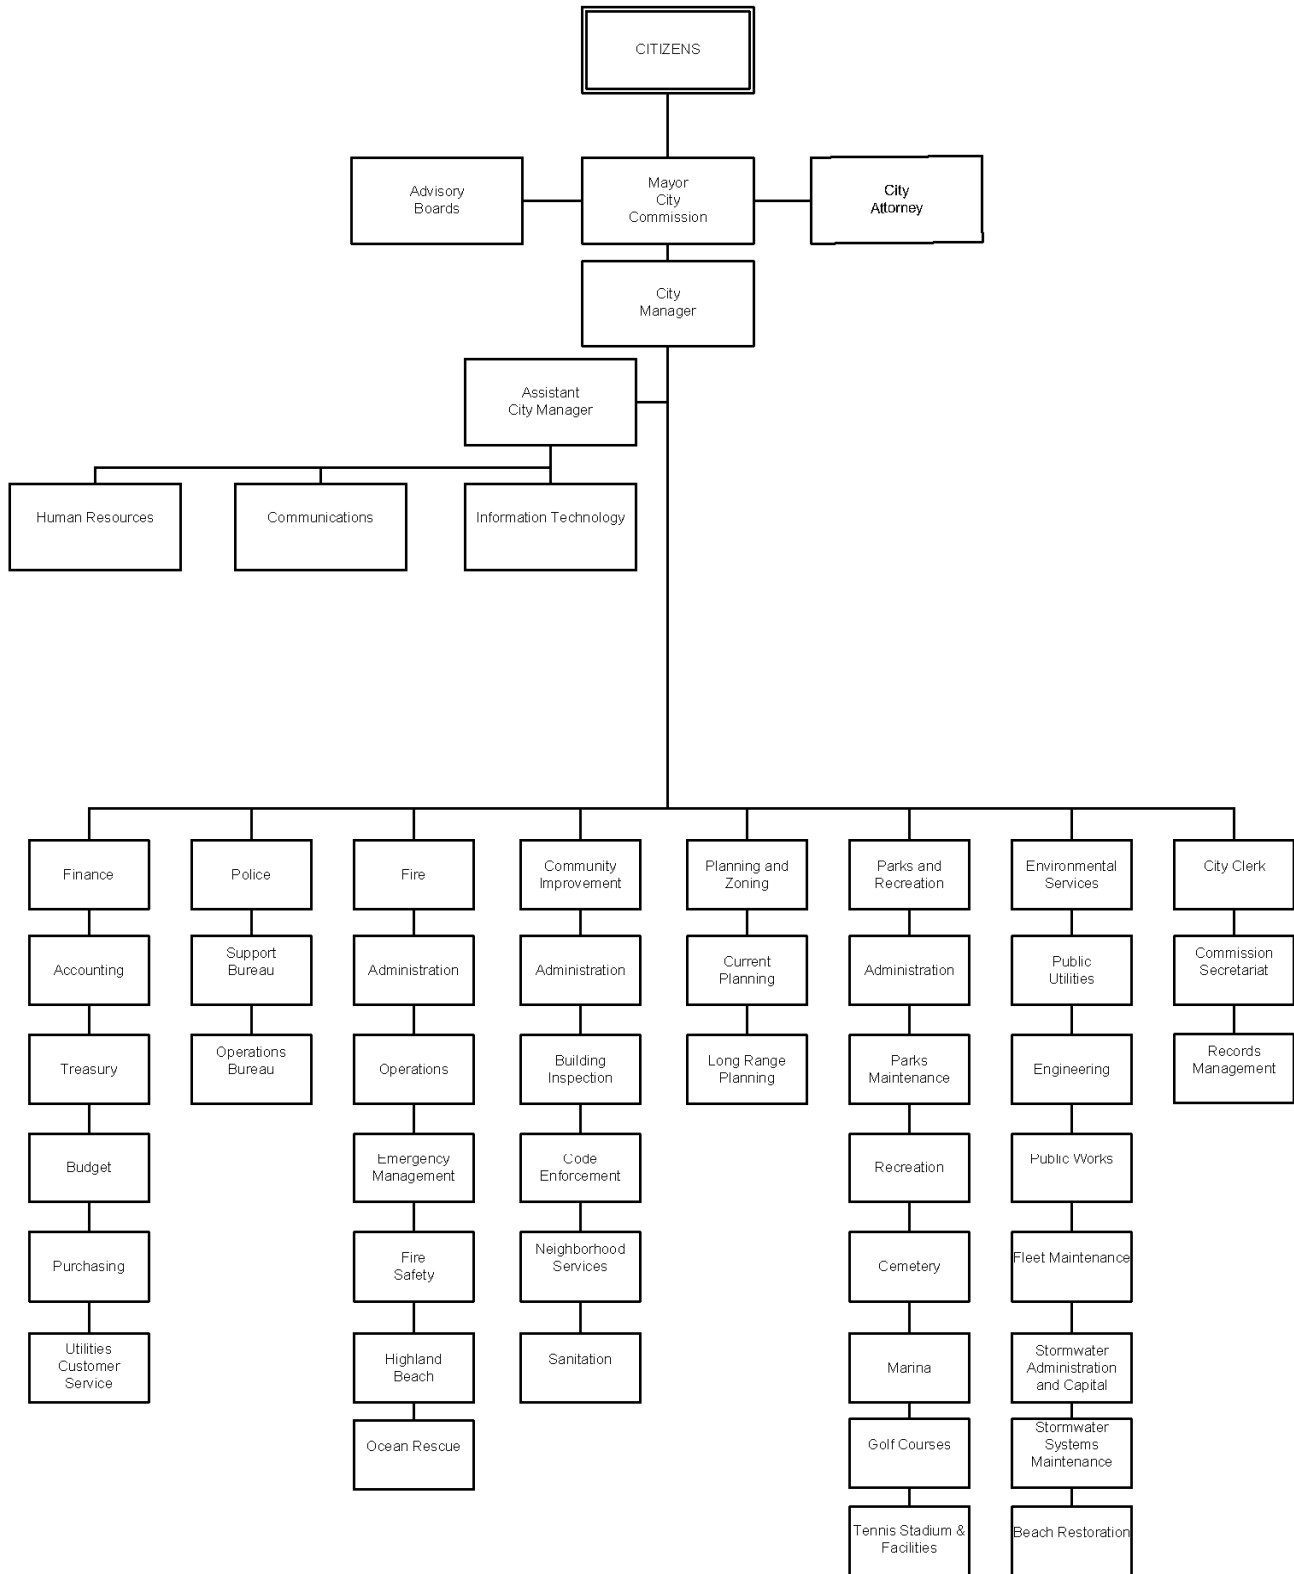 CITIZENS
Advisory
Boards
Mayor
City
Commission
City
Attorney
City
Manager
Assistant
City Manager
Human Resources
Communications
Information Technology
Finance
Police
Fire
Community
Improvement
Planning and
Zoning
Parks and
Recreation
Environmental
Services
City Clerk
Accounting
Support
Bureau
Administration
Administration
Current
Planning
Administration
Public
Utilities
Commission
Secretariat
Treasury
Operations
Bureau
Operations
Building
Inspection
Long Range
Planning
Parks
Maintenance
Engineering
Records
Management
Budget
Emergency
Management
Code
Enforcement
Recreation
Public Works
Purchasing
Fire
Safety
Neighborhood
Services
Cemetery
Fleet Maintenance
Utilities
Customer
Service
Highland
Beach
Sanitation
Marina
Stormwater
Administration
and Capital
Ocean Rescue
Golf Courses
Stormwater
Systems
Maintenance
Tennis Stadium &
Facilities
Beach Restoration